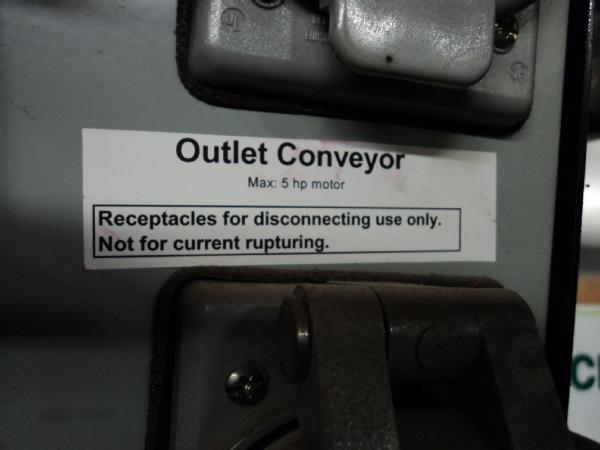 Outlet Conveyor
Max: 5 hp motor
Receptacles for disconnecting use only.
Not for current rupturing.